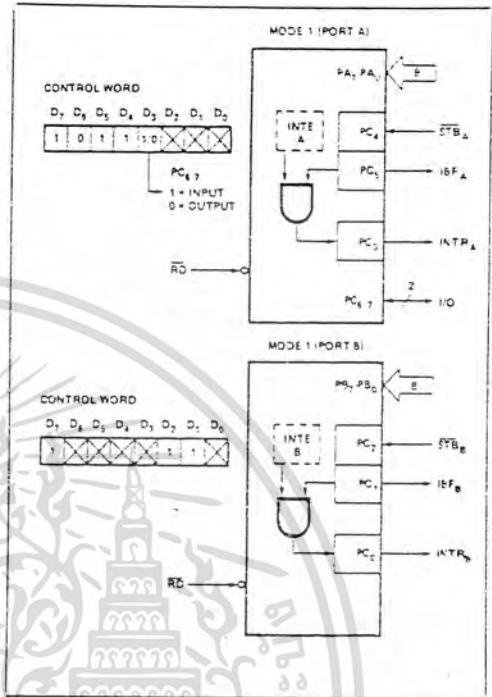 MODE 1 (PORT A)
PA7-PA0
8
CONTROL WORD
D7 D6 D5 D4 D3 D2 D1 D0
1 0 1 1 1/0
PC6,7
1 = INPUT
0 = OUTPUT
INTE
A
PC4
STBA
PC5
IBFA
PC3
INTRA
RD
PC6,7
2
I/O
MODE 1 (PORT B)
PB7-PB0
8
CONTROL WORD
D7 D6 D5 D4 D3 D2 D1 D0
1 1 1
INTE
B
PC2
STBB
PC1
IBFB
PC0
INTRB
RD